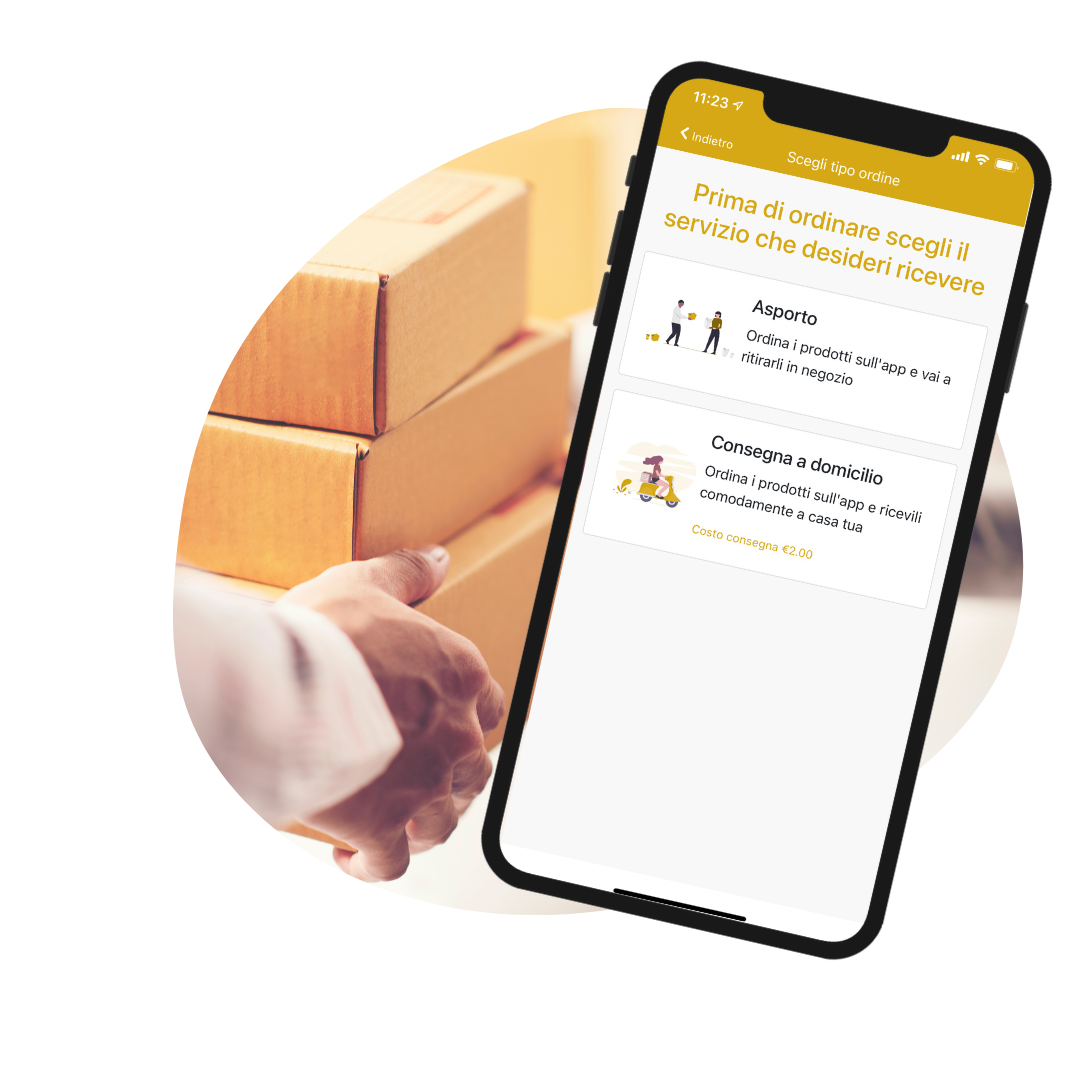 11:23
Indietro
Scegli tipo ordine
Prima di ordinare scegli il
servizio che desideri ricevere
Asporto
Ordina i prodotti sull'app e vai a
ritirarli in negozio
Consegna a domicilio
Ordina i prodotti sull'app e ricevili
comodamente a casa tua
Costo consegna €2.00